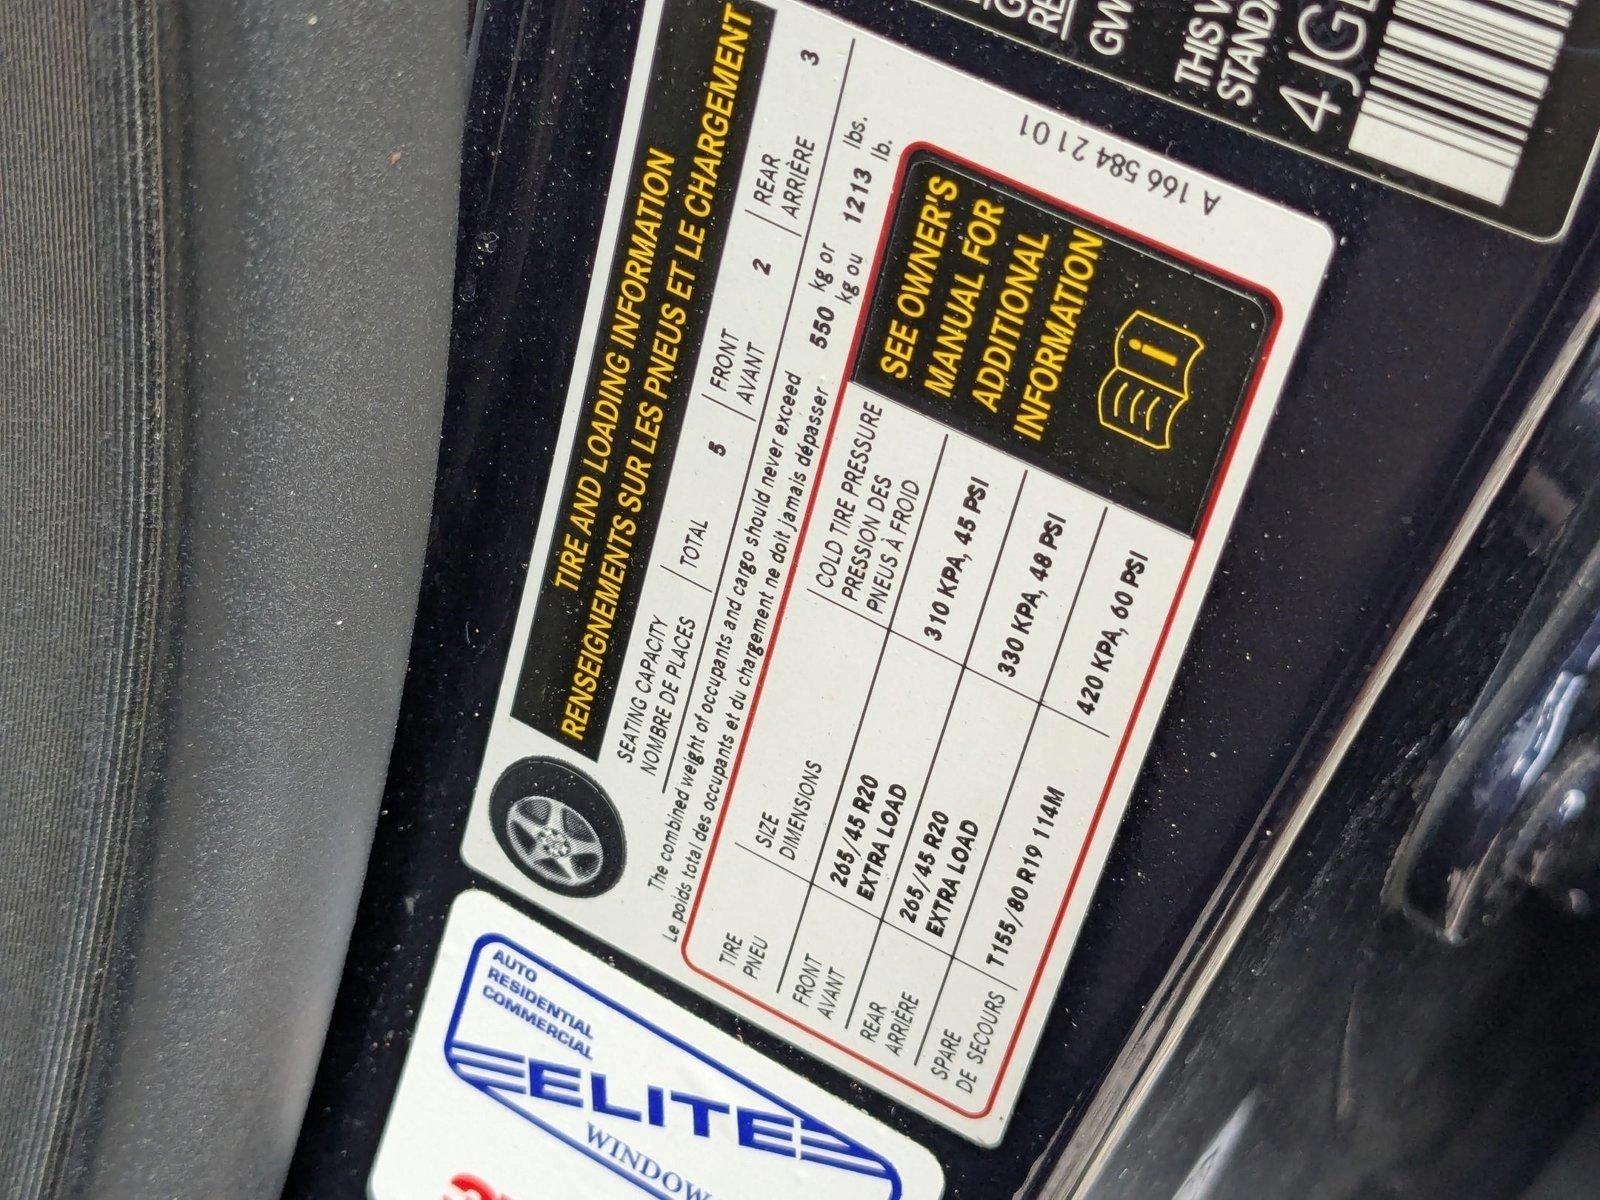 TIRE AND LOADING INFORMATION
RENSEIGNEMENTS SUR LES PNEUS ET LE CHARGEMENT
SEATING CAPACITY
NOMBRE DE PLACES
TOTAL 5
FRONT
AVANT
2
REAR
ARRIÈRE
3
The combined weight of occupants and cargo should never exceed 550 kg or 1213 lbs.
Le poids total des occupants et du chargement ne doit jamais dépasser kg ou lb.
TIRE
PNEU
SIZE
DIMENSIONS
COLD TIRE PRESSURE
PRESSION DES
PNEUS À FROID
FRONT
AVANT
265/45 R20
EXTRA LOAD
310 KPA, 45 PSI
REAR
ARRIÈRE
265/45 R20
EXTRA LOAD
330 KPA, 48 PSI
SPARE
DE SECOURS
T155/80 R19 114M
420 KPA, 60 PSI
SEE OWNER'S
MANUAL FOR
ADDITIONAL
INFORMATION
i
A 166 584 21 01
AUTO
RESIDENTIAL
COMMERCIAL
ELITE
WINDOW
GW
THIS V
STANDA
4JG